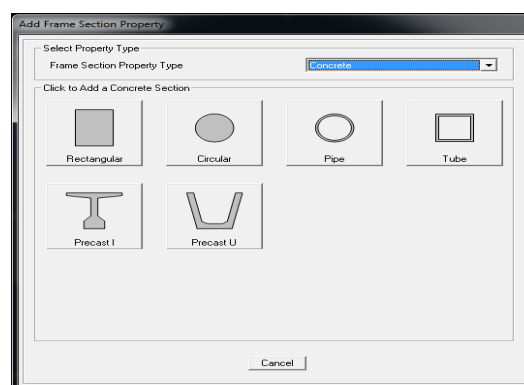 Add Frame Section Property
Select Property Type
Frame Section Property Type
Concrete
Click to Add a Concrete Section
Rectangular
Circular
Pipe
Tube
Precast I
Precast U
Cancel